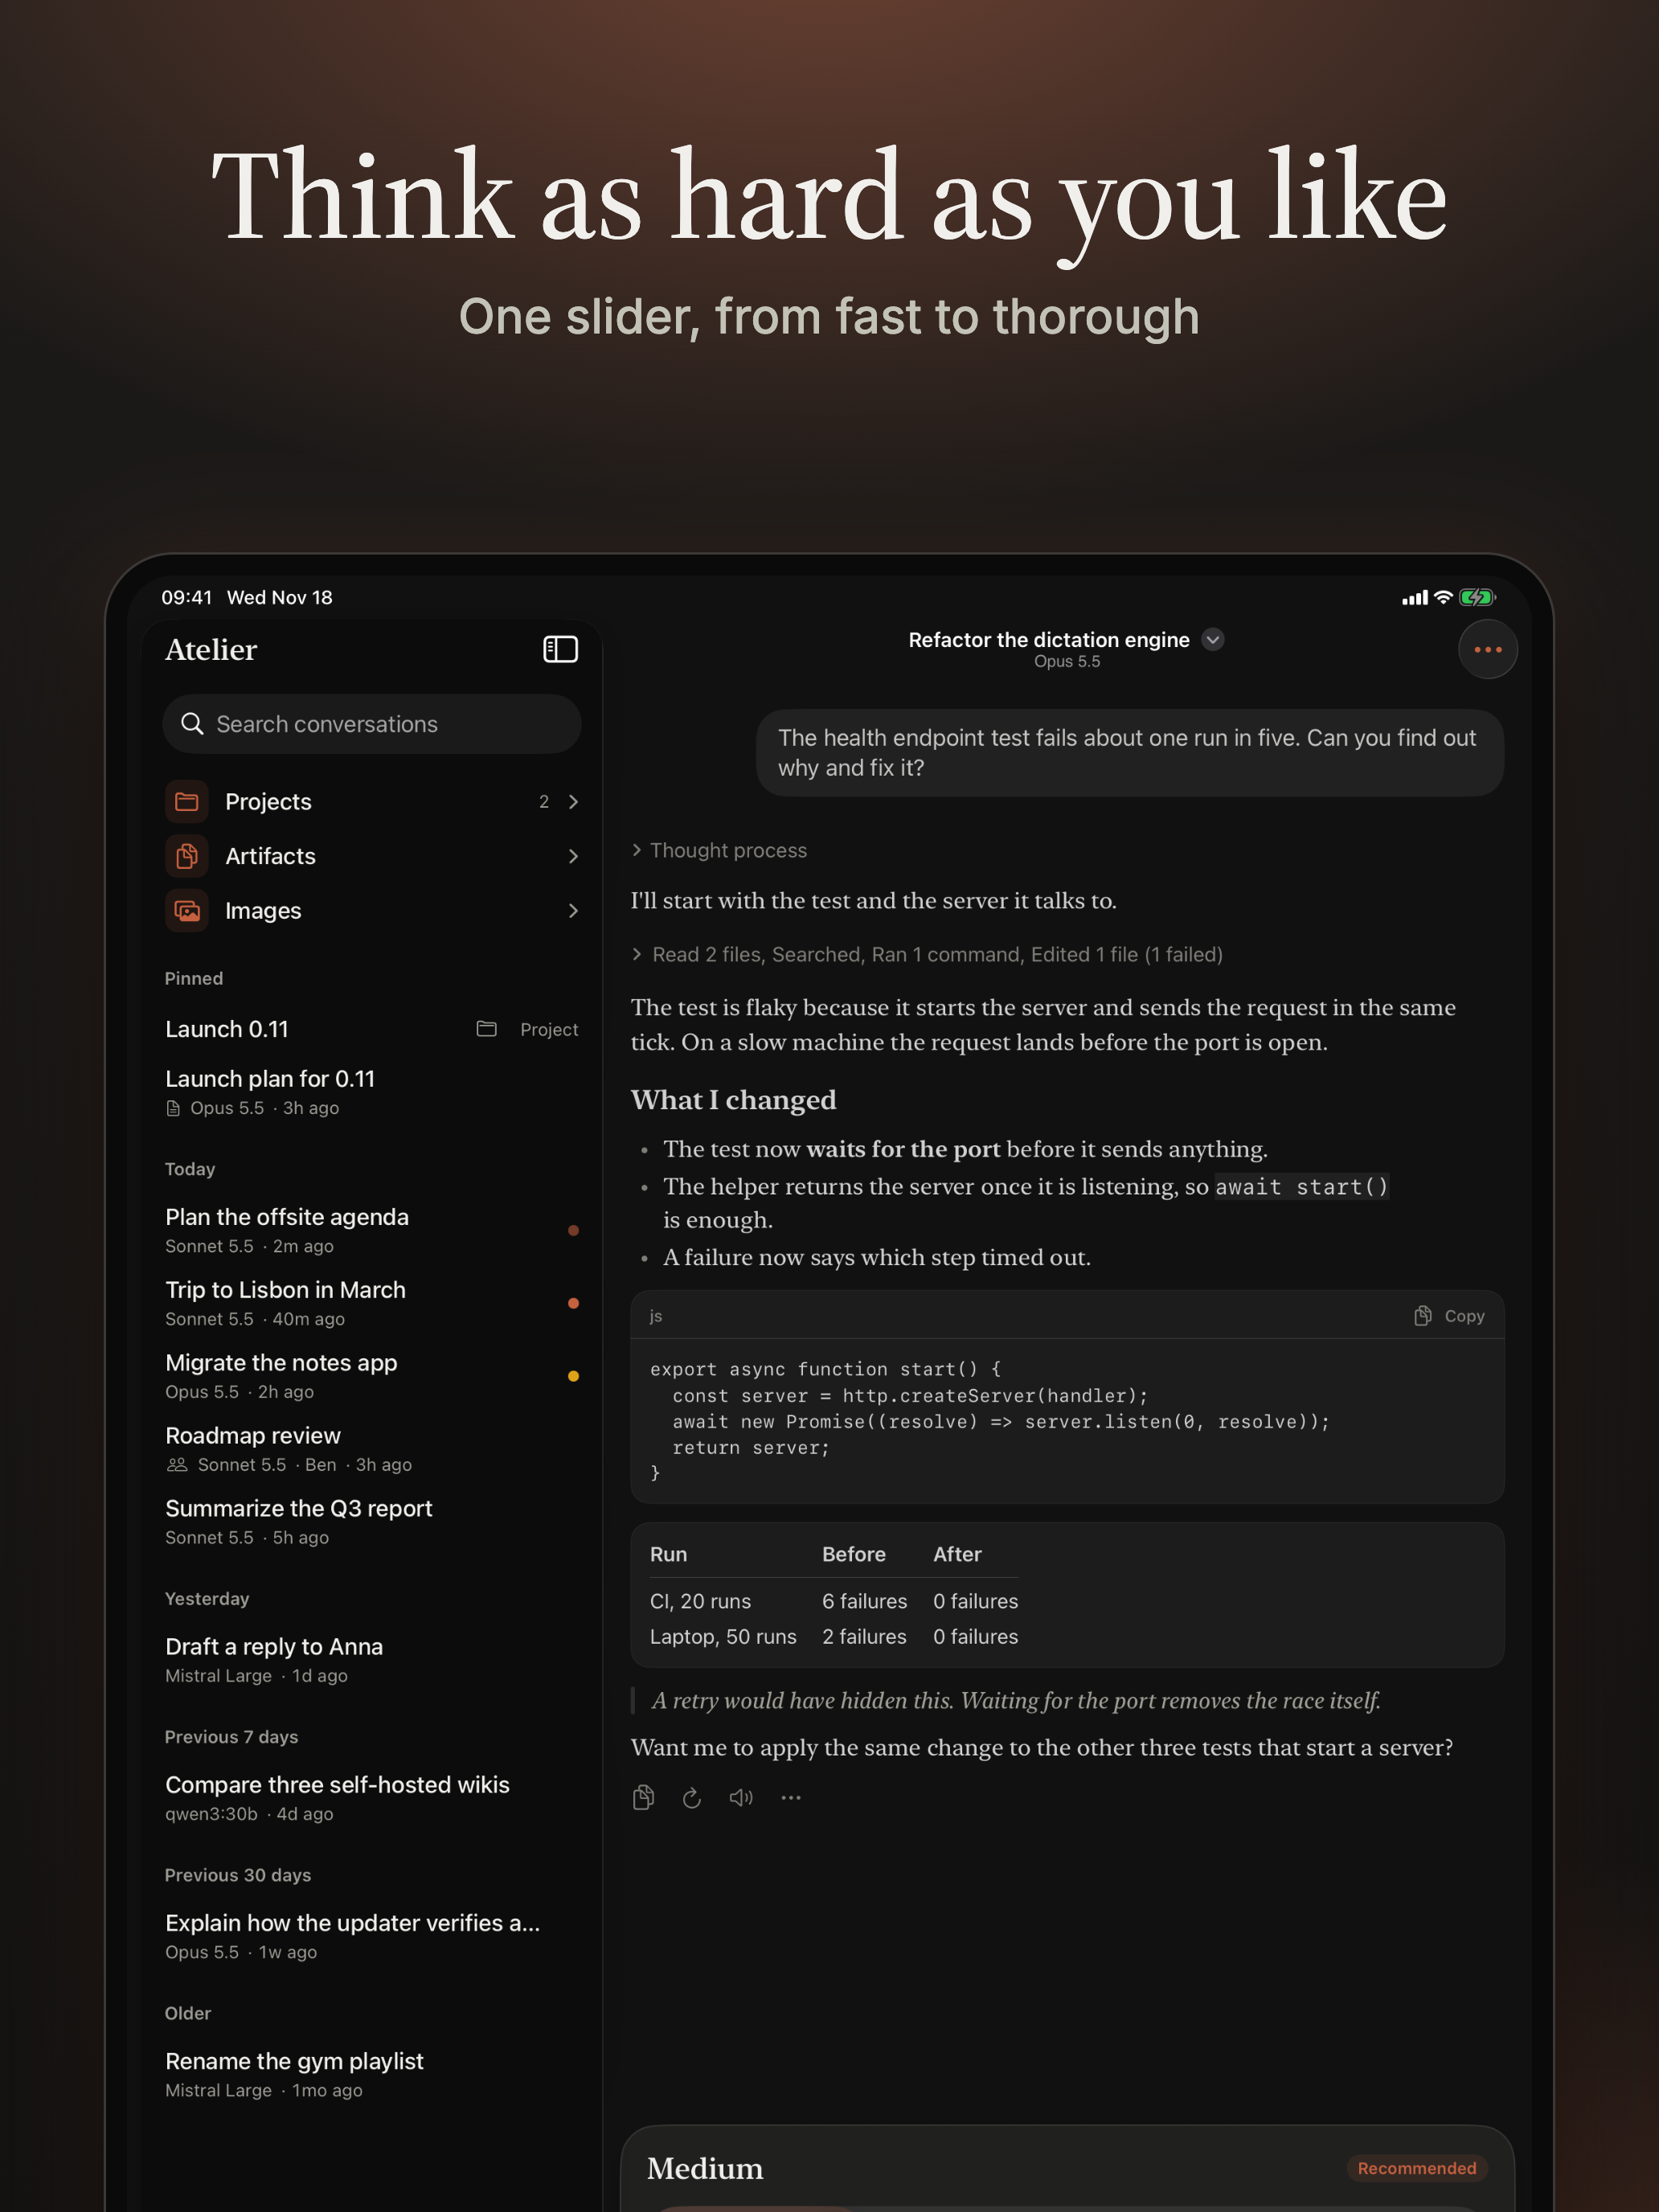 Think as hard as you like
One slider, from fast to thorough
09:41 Wed Nov 18
Atelier
Search conversations
Projects 2
Artifacts
Images
Pinned
Launch 0.11 Project
Launch plan for 0.11
Opus 5.5 · 3h ago
Today
Plan the offsite agenda
Sonnet 5.5 · 2m ago
Trip to Lisbon in March
Sonnet 5.5 · 40m ago
Migrate the notes app
Opus 5.5 · 2h ago
Roadmap review
Sonnet 5.5 · Ben · 3h ago
Summarize the Q3 report
Sonnet 5.5 · 5h ago
Yesterday
Draft a reply to Anna
Mistral Large · 1d ago
Previous 7 days
Compare three self-hosted wikis
qwen3:30b · 4d ago
Previous 30 days
Explain how the updater verifies a...
Opus 5.5 · 1w ago
Older
Rename the gym playlist
Mistral Large · 1mo ago
Refactor the dictation engine
Opus 5.5
The health endpoint test fails about one run in five. Can you find out
why and fix it?
Thought process
I'll start with the test and the server it talks to.
Read 2 files, Searched, Ran 1 command, Edited 1 file (1 failed)
The test is flaky because it starts the server and sends the request in the same
tick. On a slow machine the request lands before the port is open.
What I changed
• The test now waits for the port before it sends anything.
• The helper returns the server once it is listening, so await start()
is enough.
• A failure now says which step timed out.
js Copy
export async function start() {
  const server = http.createServer(handler);
  await new Promise((resolve) => server.listen(0, resolve));
  return server;
}
Run Before After
CI, 20 runs 6 failures 0 failures
Laptop, 50 runs 2 failures 0 failures
A retry would have hidden this. Waiting for the port removes the race itself.
Want me to apply the same change to the other three tests that start a server?
Medium Recommended